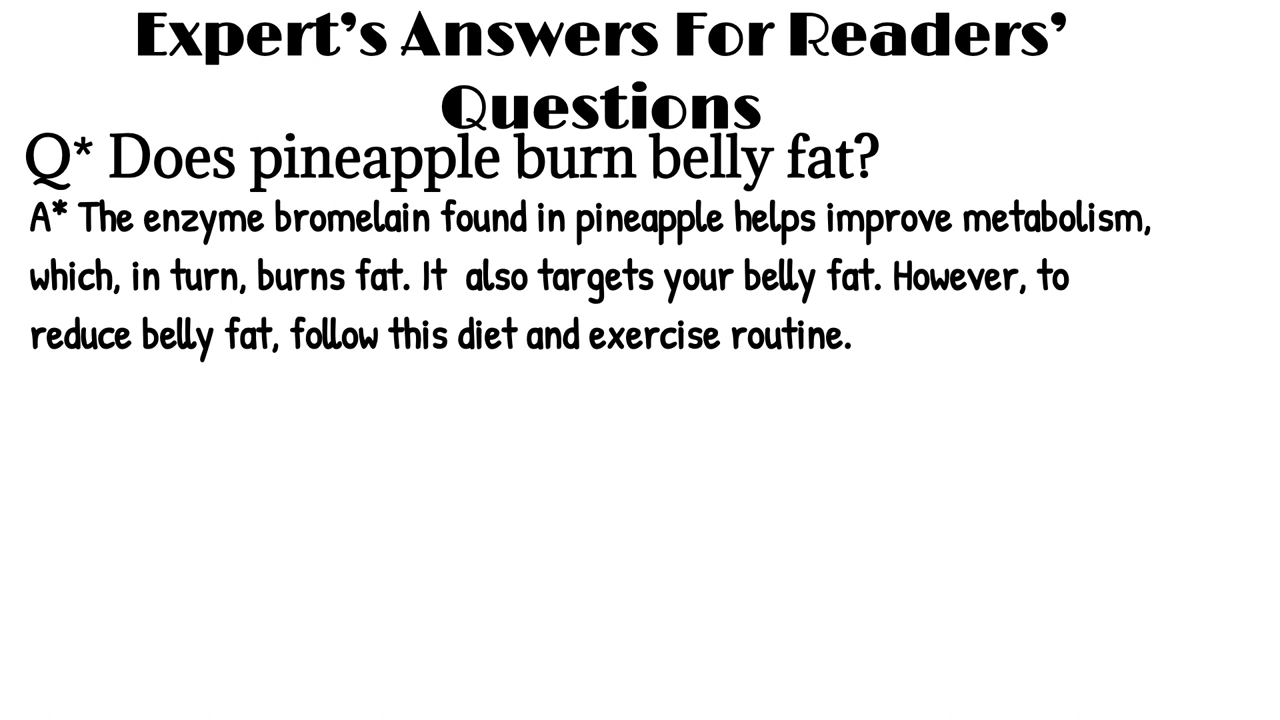 Expert’s Answers For Readers’
Questions
Q* Does pineapple burn belly fat?
A* The enzyme bromelain found in pineapple helps improve metabolism,
which, in turn, burns fat. It  also targets your belly fat. However, to
reduce belly fat, follow this diet and exercise routine.